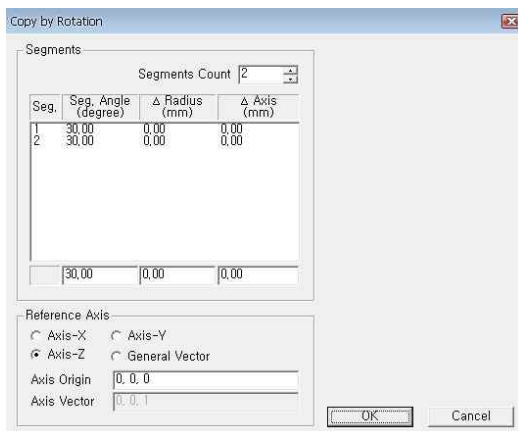 Copy by Rotation
Segments
Segments Count 2
Seg. Seg. Angle (degree) Δ Radius (mm) Δ Axis (mm)
1 30,00 0,00 0,00
2 30,00 0,00 0,00
30,00 0,00 0,00
Reference Axis
Axis-X Axis-Y
Axis-Z General Vector
Axis Origin 0, 0, 0
Axis Vector 0, 0, 1
OK Cancel